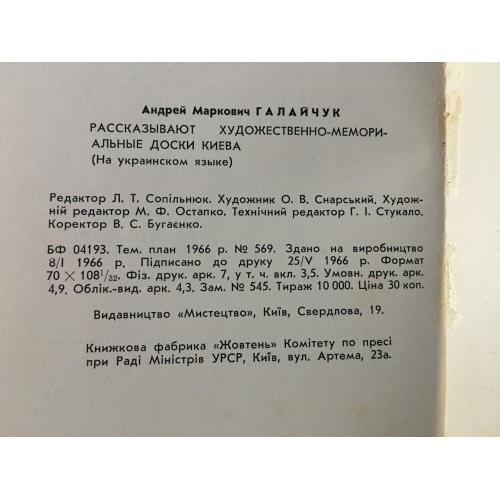 Андрей Маркович ГАЛАЙЧУК
РАССКАЗЫВАЮТ ХУДОЖЕСТВЕННО-МЕМОРИ-
АЛЬНЫЕ ДОСКИ КИЕВА
(На украинском языке)
Редактор Л. Т. Сопільнюк. Художник О. В. Снарський. Худож-
ній редактор М. Ф. Остапко. Технічний редактор Г. І. Стукало.
Коректор В. С. Бугаєнко.
БФ 04193. Тем. план 1966 р. № 569. Здано на виробництво
8/I 1966 р. Підписано до друку 25/V 1966 р. Формат
70 × 108¹/₃₂. Фіз. друк. арк. 7, у т. ч. вкл. 3,5. Умовн. друк. арк.
4,9. Облік.-вид. арк. 4,3. Зам. № 545. Тираж 10 000. Ціна 30 коп.
Видавництво «Мистецтво», Київ, Свердлова, 19.
Книжкова фабрика «Жовтень» Комітету по пресі
при Раді Міністрів УРСР, Київ, вул. Артема, 23а.